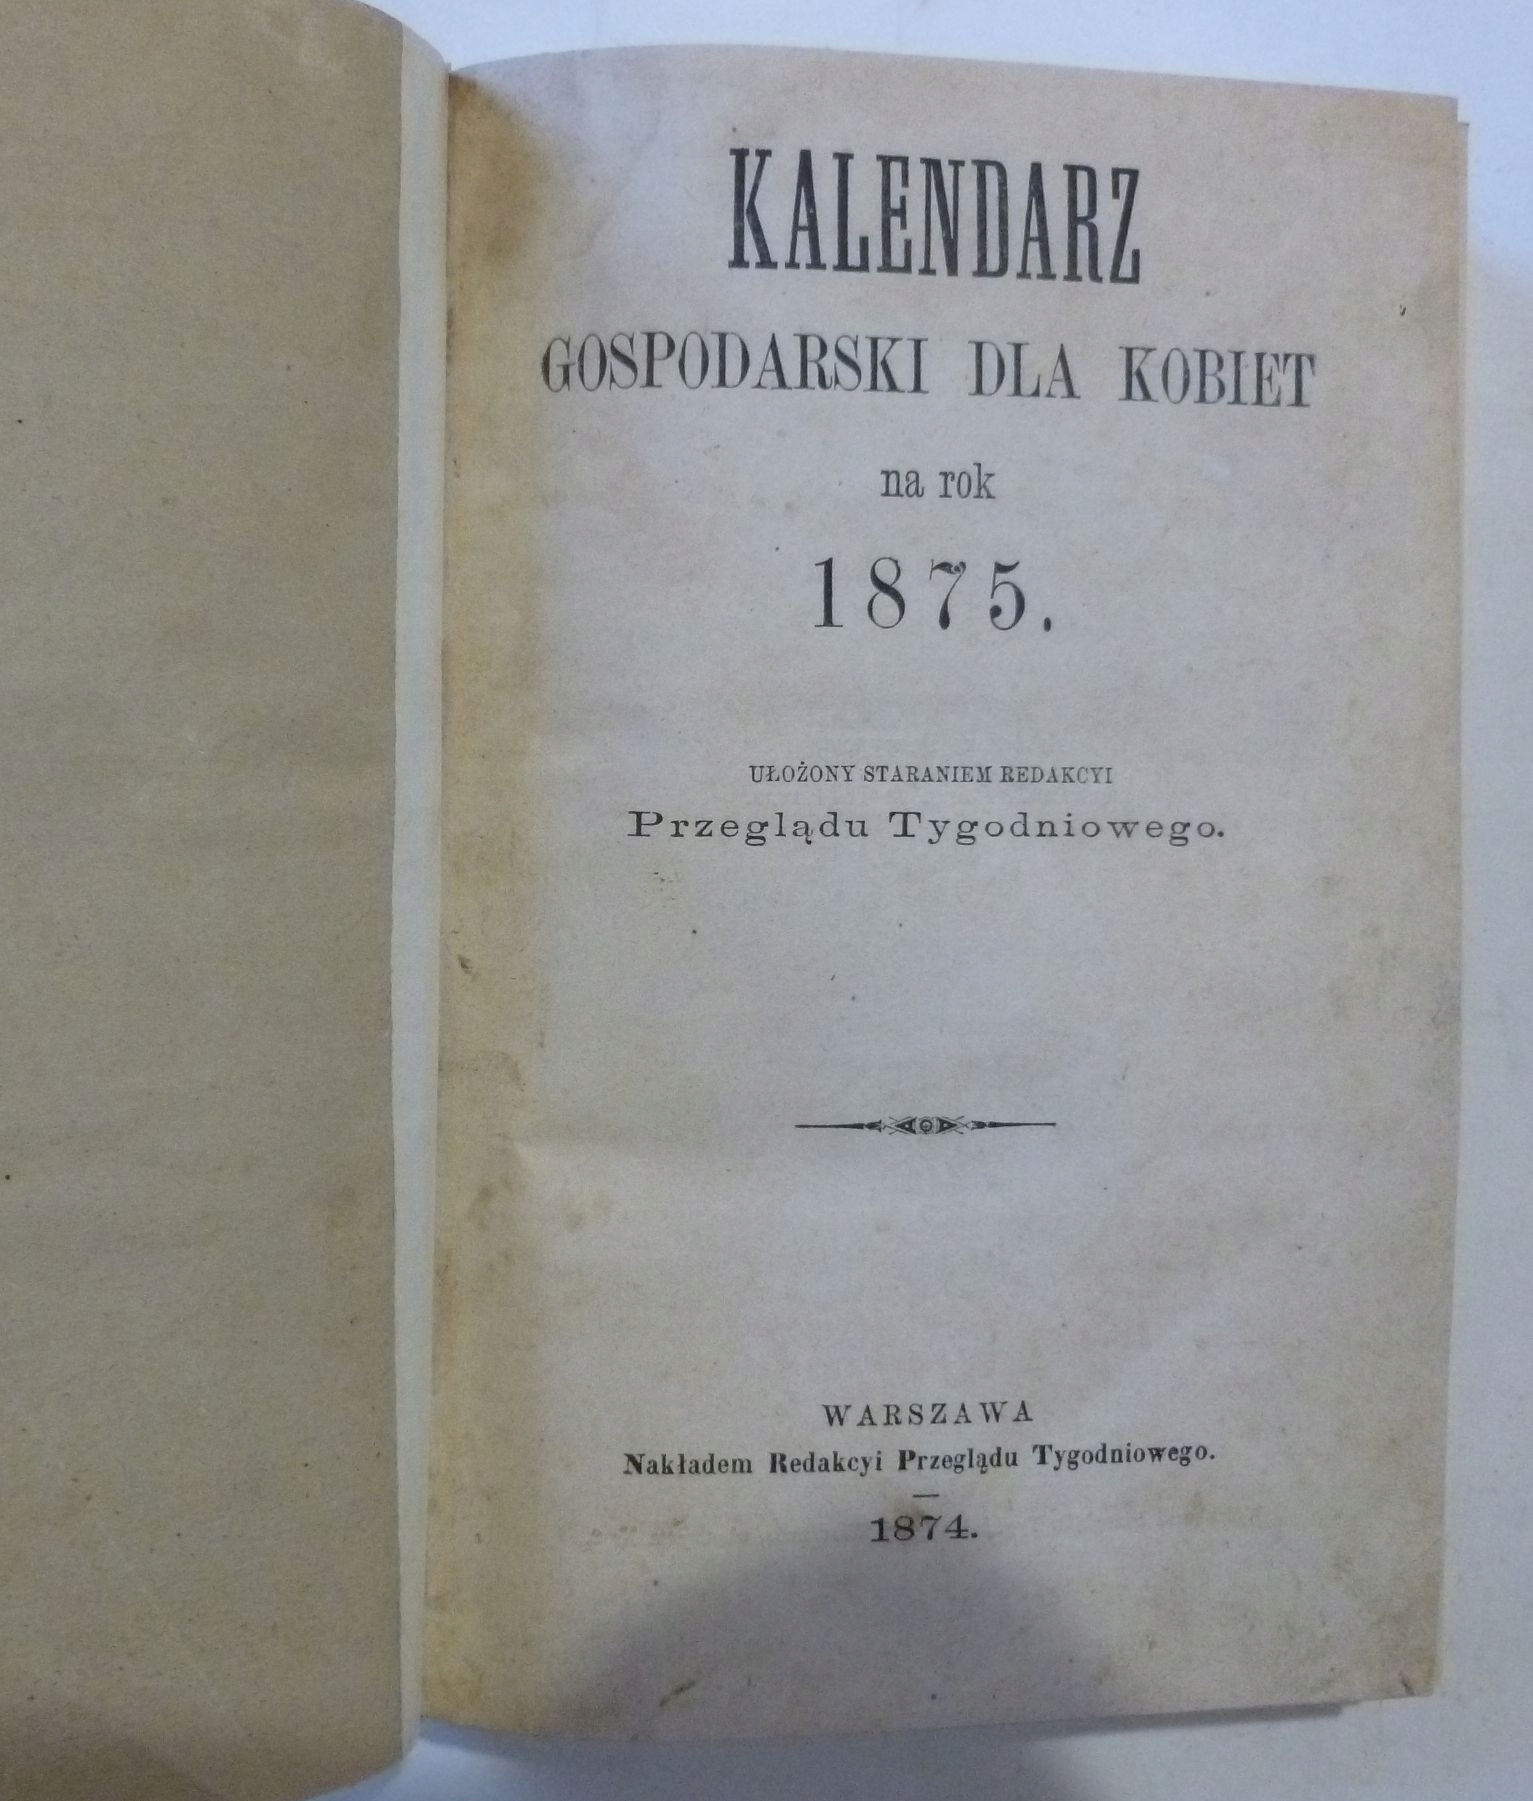 KALENDARZ
GOSPODARSKI DLA KOBIET
na rok
1875.
UŁOŻONY STARANIEM REDAKCYI
Przeglądu Tygodniowego.
WARSZAWA
Nakładem Redakcyi Przeglądu Tygodniowego.
1874.